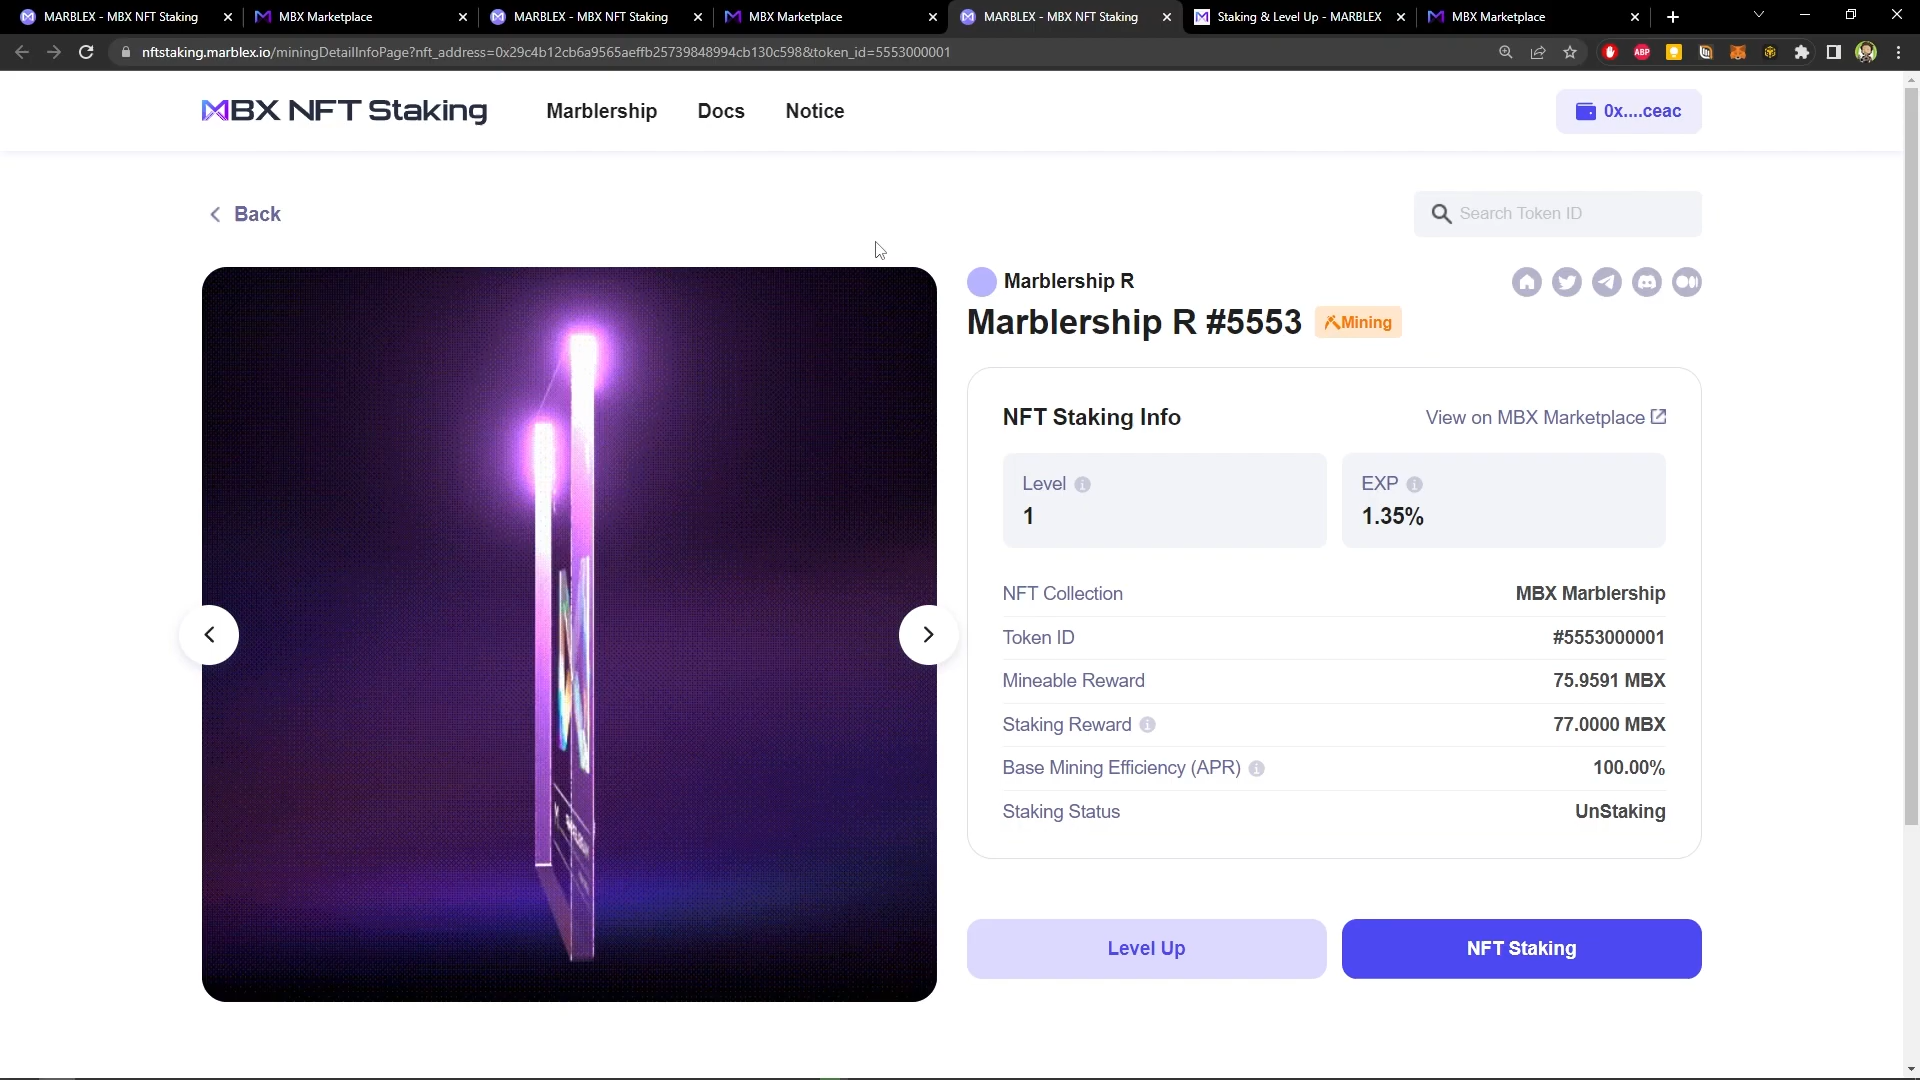 MARBLEX - MBX NFT Staking
MBX Marketplace
MARBLEX - MBX NFT Staking
MBX Marketplace
MARBLEX - MBX NFT Staking
Staking & Level Up - MARBLEX
MBX Marketplace
nftstaking.marblex.io/miningDetailInfoPage?nft_address=0x29c4b12cb6a9565aeffb25739848994cb130c598&token_id=5553000001
ABP
MBX NFT Staking
Marblership
Docs
Notice
0x....ceac
Back
Search Token ID
Marblership R
Marblership R #5553
Mining
NFT Staking Info
View on MBX Marketplace
Level
1
EXP
1.35%
NFT Collection
MBX Marblership
Token ID
#5553000001
Mineable Reward
75.9591 MBX
Staking Reward
77.0000 MBX
Base Mining Efficiency (APR)
100.00%
Staking Status
UnStaking
Level Up
NFT Staking